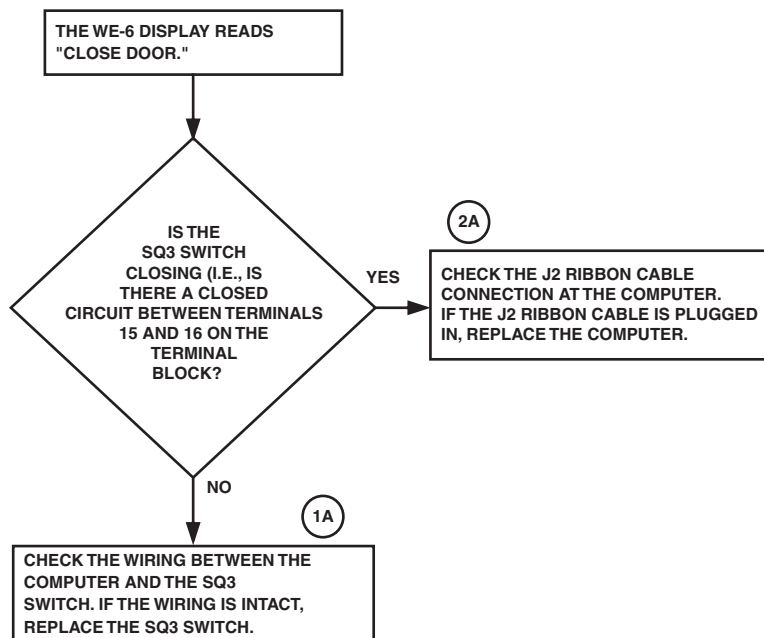 THE WE-6 DISPLAY READS
"CLOSE DOOR."
IS THE
SQ3 SWITCH
CLOSING (I.E., IS
THERE A CLOSED
CIRCUIT BETWEEN TERMINALS
15 AND 16 ON THE
TERMINAL
BLOCK?
YES
2A
CHECK THE J2 RIBBON CABLE
CONNECTION AT THE COMPUTER.
IF THE J2 RIBBON CABLE IS PLUGGED
IN, REPLACE THE COMPUTER.
NO
1A
CHECK THE WIRING BETWEEN THE
COMPUTER AND THE SQ3
SWITCH. IF THE WIRING IS INTACT,
REPLACE THE SQ3 SWITCH.